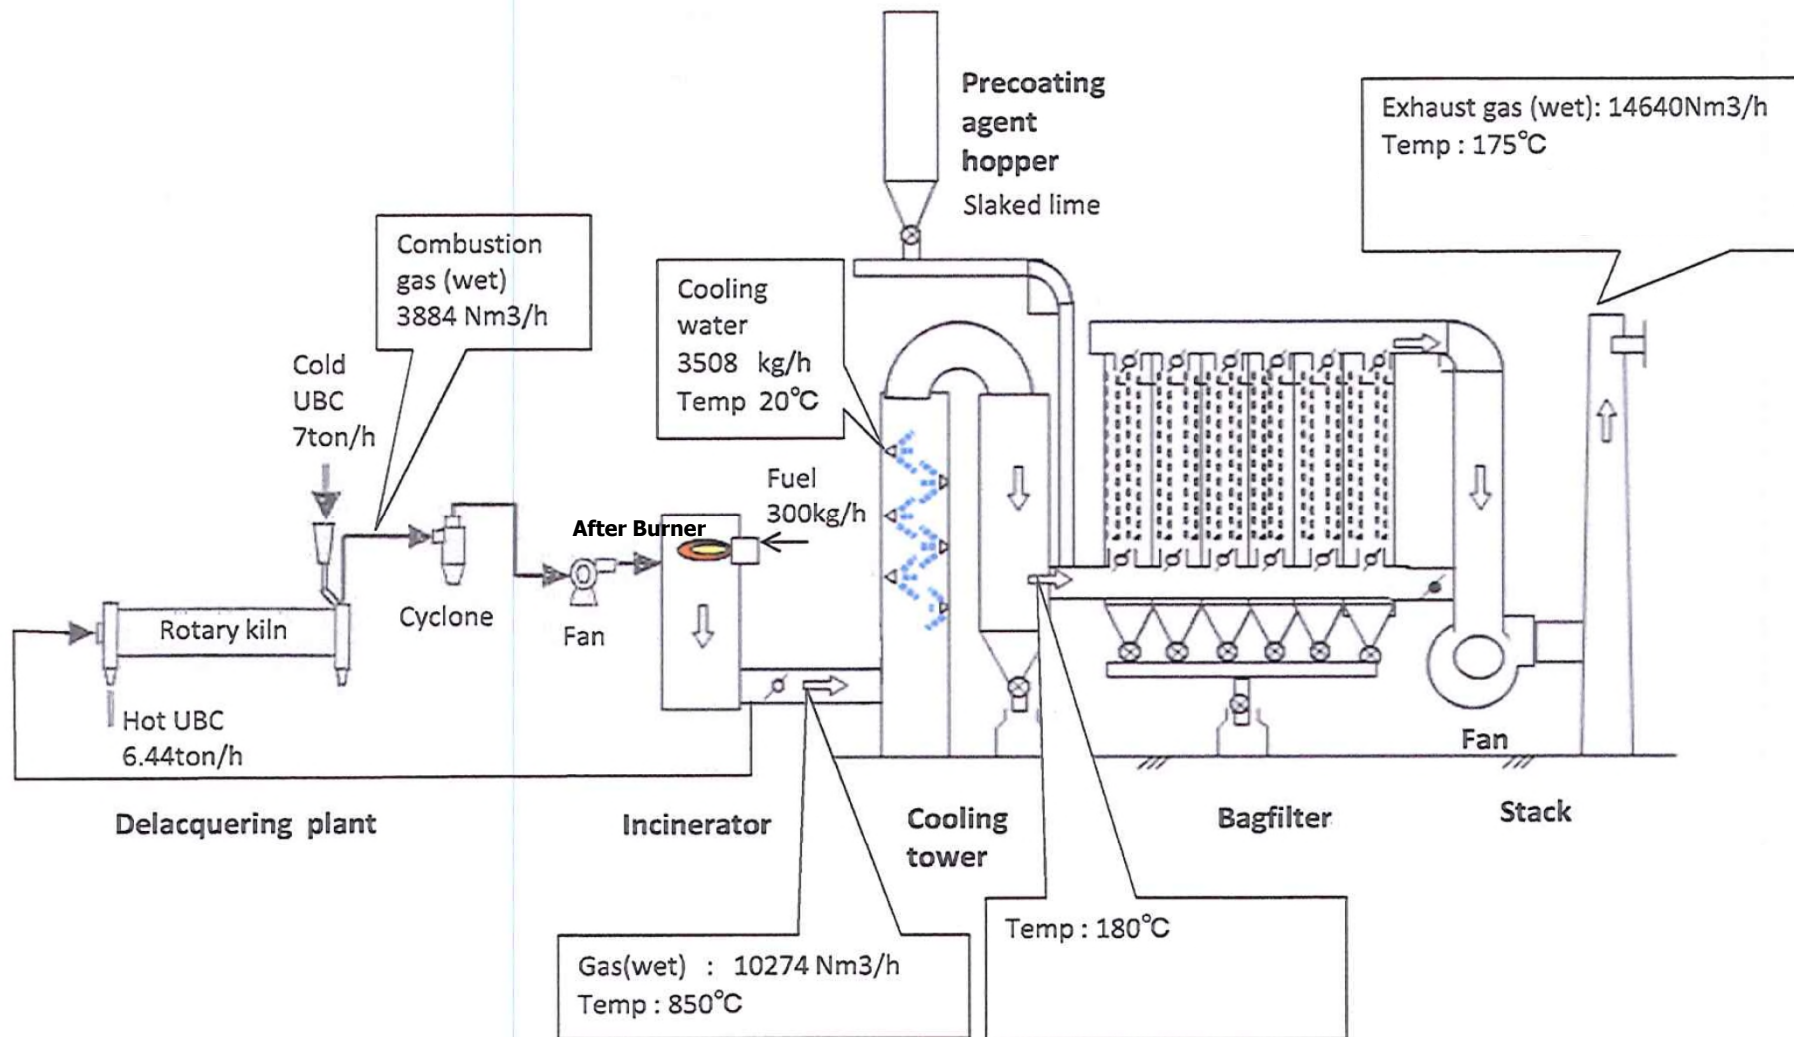 Precoating
agent
hopper
Slaked lime
Exhaust gas (wet): 14640Nm3/h
Temp : 175℃
Combustion
gas (wet)
3884 Nm3/h
Cooling
water
3508 kg/h
Temp 20℃
Cold
UBC
7ton/h
Fuel
300kg/h
After Burner
Rotary kiln
Cyclone
Fan
Hot UBC
6.44ton/h
Fan
Delacquering plant
Incinerator
Cooling
tower
Bagfilter
Stack
Temp : 180℃
Gas(wet) : 10274 Nm3/h
Temp : 850℃